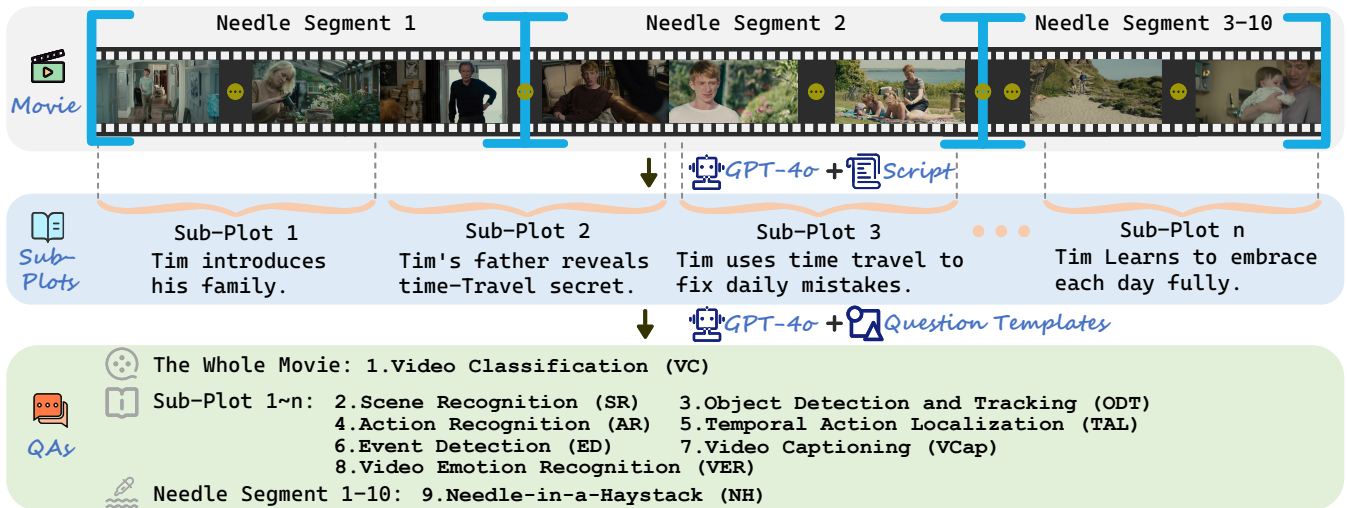 Needle Segment 1
Needle Segment 2
Needle Segment 3-10
Movie
GPT-4o + Script
Sub-Plots
Sub-Plot 1
Tim introduces
his family.
Sub-Plot 2
Tim's father reveals
time-Travel secret.
Sub-Plot 3
Tim uses time travel to
fix daily mistakes.
Sub-Plot n
Tim Learns to embrace
each day fully.
GPT-4o + Question Templates
QAs
The Whole Movie: 1.Video Classification (VC)
Sub-Plot 1~n: 2.Scene Recognition (SR) 3.Object Detection and Tracking (ODT)
4.Action Recognition (AR) 5.Temporal Action Localization (TAL)
6.Event Detection (ED) 7.Video Captioning (VCap)
8.Video Emotion Recognition (VER)
Needle Segment 1-10: 9.Needle-in-a-Haystack (NH)